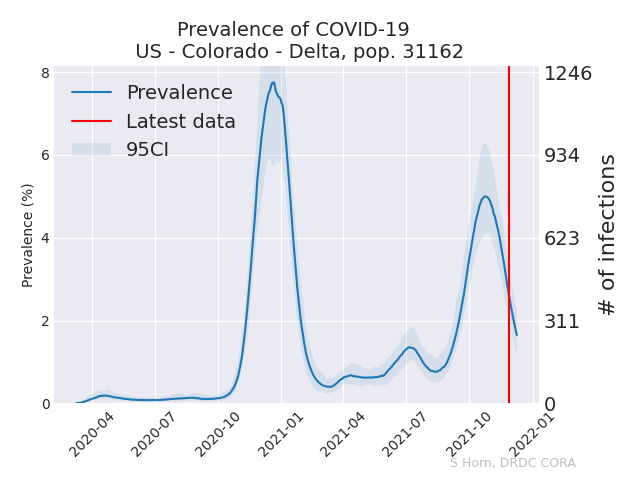 Prevalence of COVID-19
US - Colorado - Delta, pop. 31162
Prevalence
Latest data
95CI
Prevalence (%)
8
6
4
2
0
1246
934
623
311
0
# of infections
2020-04
2020-07
2020-10
2021-01
2021-04
2021-07
2021-10
2022-01
S Horn, DRDC CORA